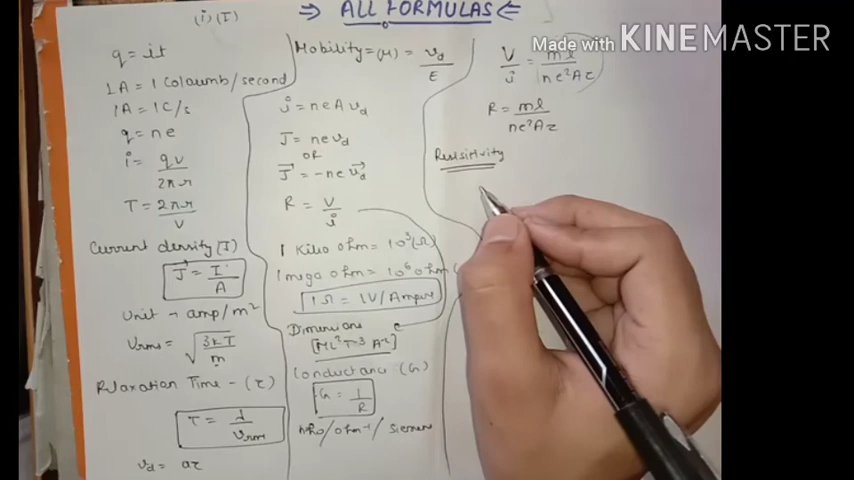 (i) (I)
⇒ ALL FORMULAS ⇐
Made with KINEMASTER
q = it
1A = 1 Coloumb/second
1A = 1C/s
q = ne
i = qv/2πr
T = 2πr/v
Current density (J)
J⃗ = I/A
Unit → amp/m²
Vrms = √(3kT/m)
Relaxation Time - (τ)
τ = λ/Vrms
vd = aτ
Mobility = (μ) = vd/E
i = neAvd
J = nevd
OR
J⃗ = -nev⃗d
R = V/i
1 Kilo ohm = 10³(Ω)
1 mega ohm = 10⁶ ohm
1Ω = 1V/Ampere
Dimensions
[ML²T⁻³A⁻²]
Conductance (G)
G = 1/R
mho/ohm⁻¹/Siemens
V/i = ml/ne²Aτ
R = ml/ne²Aτ
Resisitivity